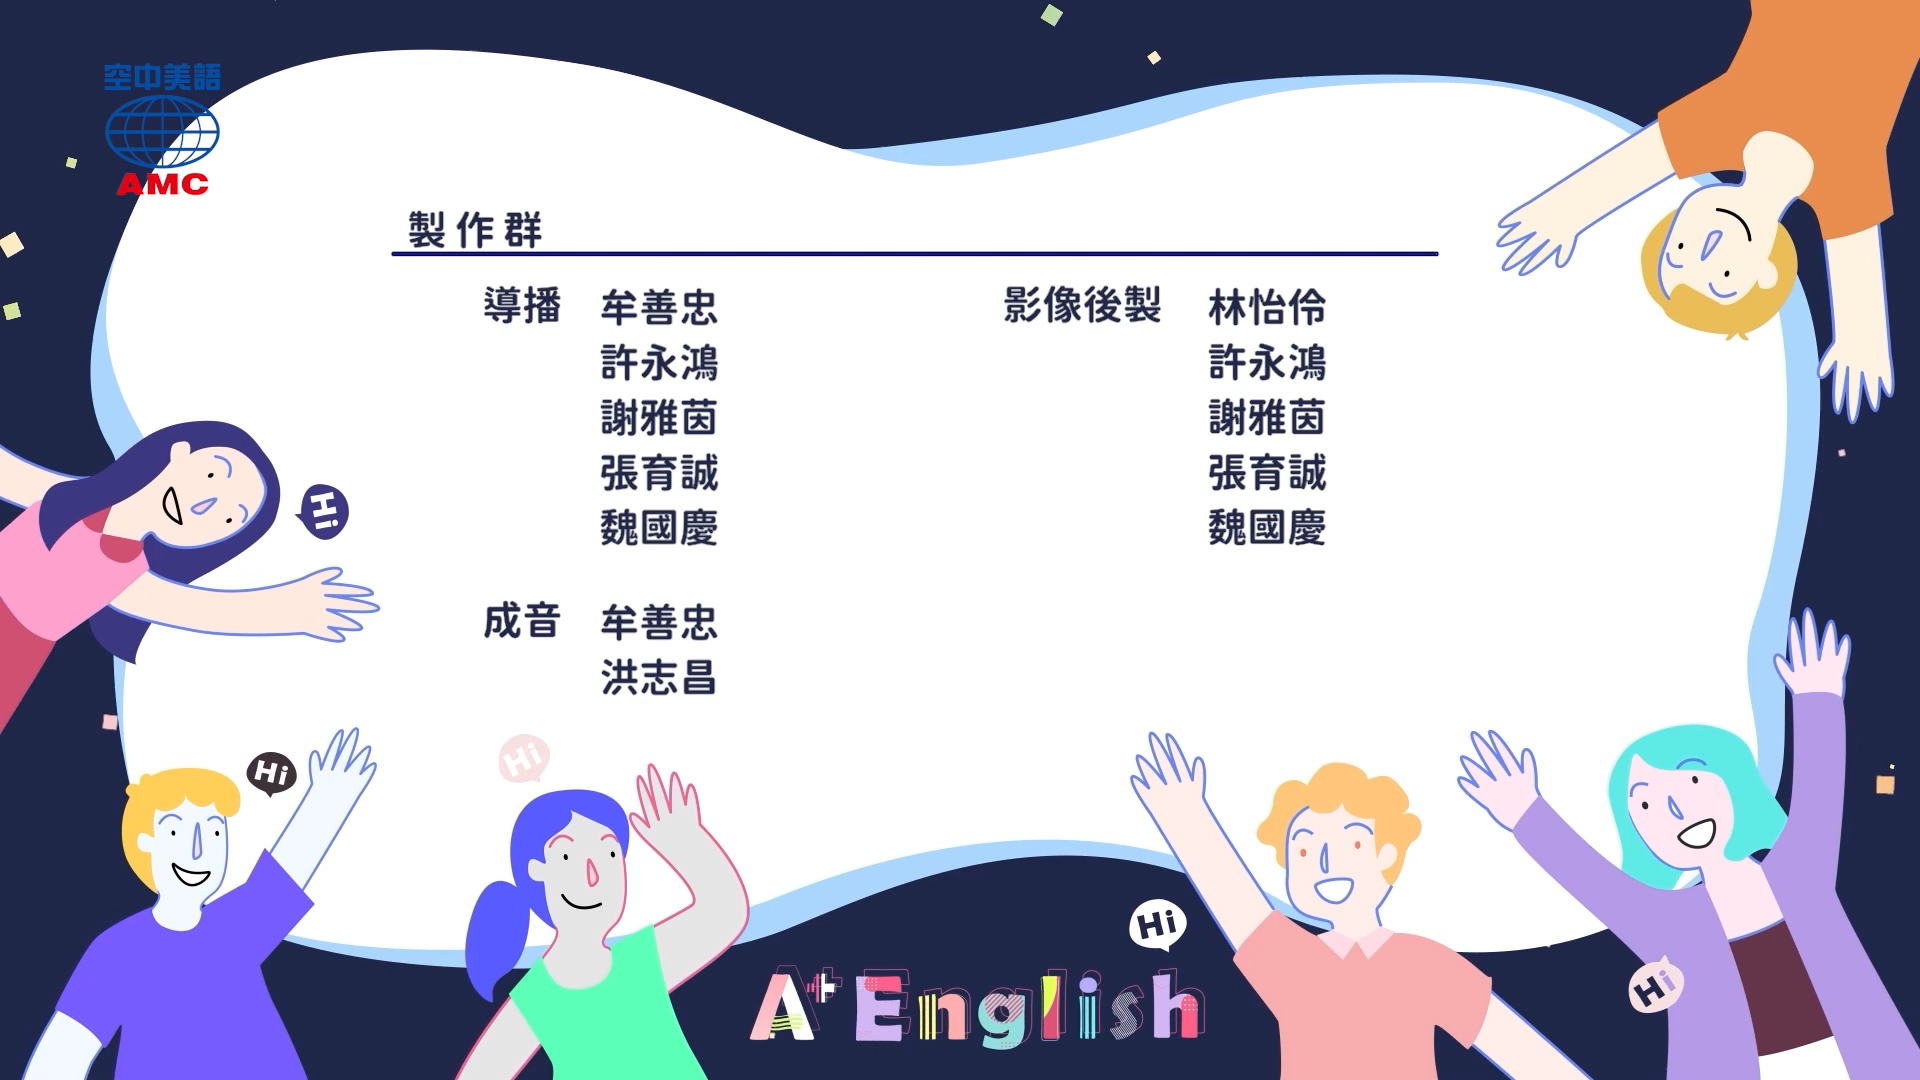 空中美語
AMC
製作群
導播 牟善忠
許永鴻
謝雅茵
張育誠
魏國慶
成音 牟善忠
洪志昌
影像後製 林怡伶
許永鴻
謝雅茵
張育誠
魏國慶
Hi
Hi
Hi
Hi
Hi
A+ English